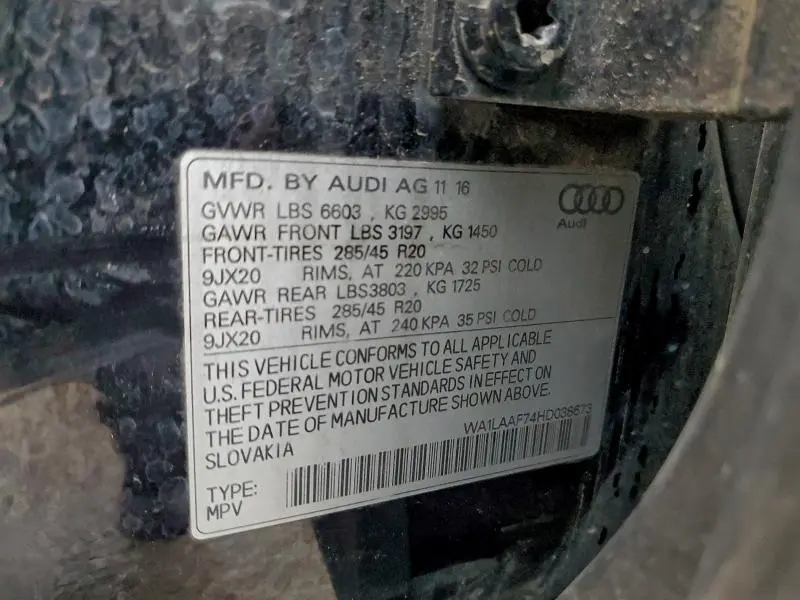 MFD. BY AUDI AG 11 16
GVWR LBS 6603 , KG 2995
GAWR FRONT LBS 3197 , KG 1450
FRONT-TIRES 285/45 R20
9JX20 RIMS, AT 220 KPA 32 PSI COLD
GAWR REAR LBS3803 , KG 1725
REAR-TIRES 285/45 R20
9JX20 RIMS, AT 240 KPA 35 PSI COLD
Audi
THIS VEHICLE CONFORMS TO ALL APPLICABLE
U.S. FEDERAL MOTOR VEHICLE SAFETY AND
THEFT PREVENTION STANDARDS IN EFFECT ON
THE DATE OF MANUFACTURE SHOWN ABOVE.
SLOVAKIA
WA1LAAF74HD038673
TYPE:
MPV